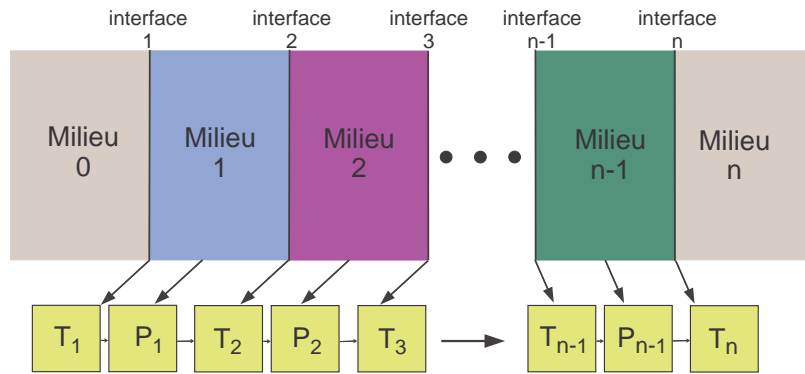 interface interface interface interface interface
1 2 3 n-1 n
Milieu Milieu Milieu Milieu Milieu
0 1 2 n-1 n
T1 P1 T2 P2 T3 Tn-1 Pn-1 Tn